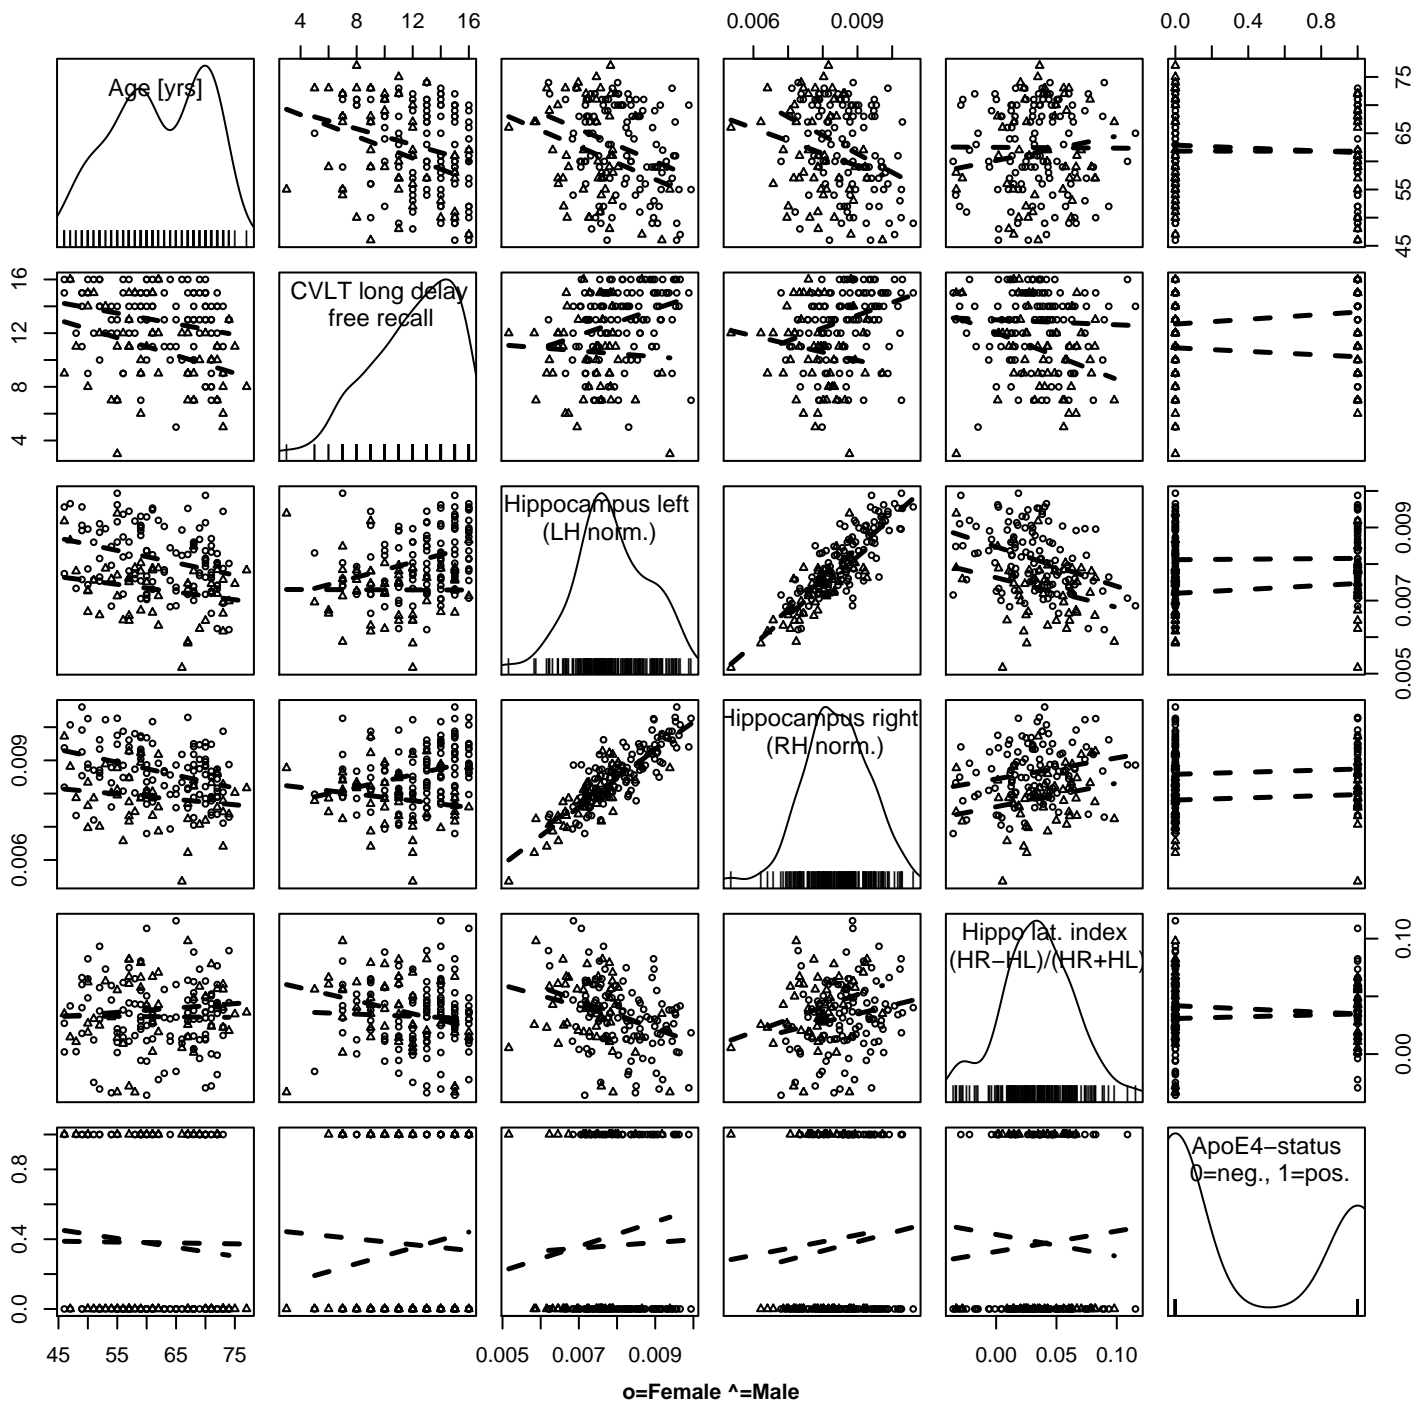 4 8 12 16 0.006 0.009 0.0 0.4 0.8
Age [yrs]
45 55 65 75
CVLT long delay
free recall
4 8 12 16
Hippocampus left
(LH norm.)
0.005 0.007 0.009
Hippocampus right
(RH norm.)
0.006 0.009
Hippo lat. index
(HR−HL)/(HR+HL)
0.00 0.10
ApoE4−status
0=neg., 1=pos.
0.0 0.4 0.8
45 55 65 75 0.005 0.007 0.009 0.00 0.05 0.10
o=Female ^=Male